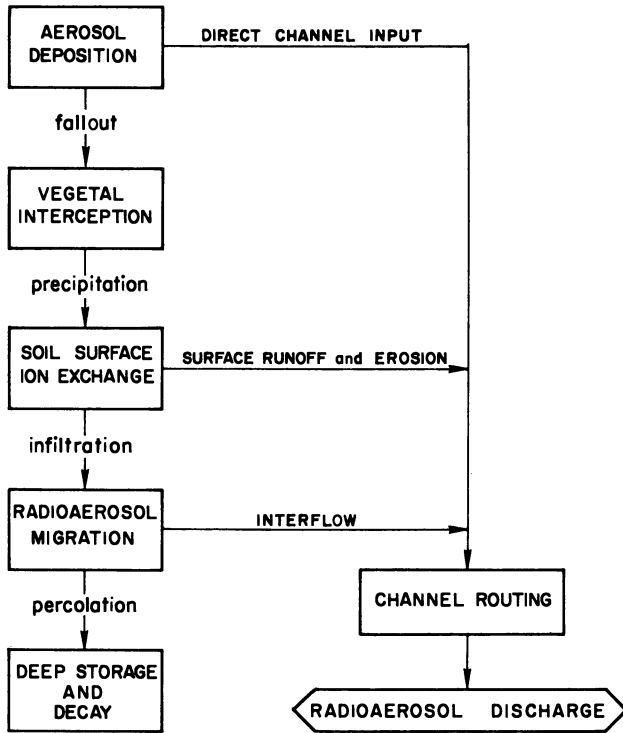 AEROSOL
DEPOSITION
DIRECT CHANNEL INPUT
fallout
VEGETAL
INTERCEPTION
precipitation
SOIL SURFACE
ION EXCHANGE
SURFACE RUNOFF and EROSION
infiltration
RADIOAEROSOL
MIGRATION
INTERFLOW
percolation
CHANNEL ROUTING
DEEP STORAGE
AND
DECAY
RADIOAEROSOL DISCHARGE